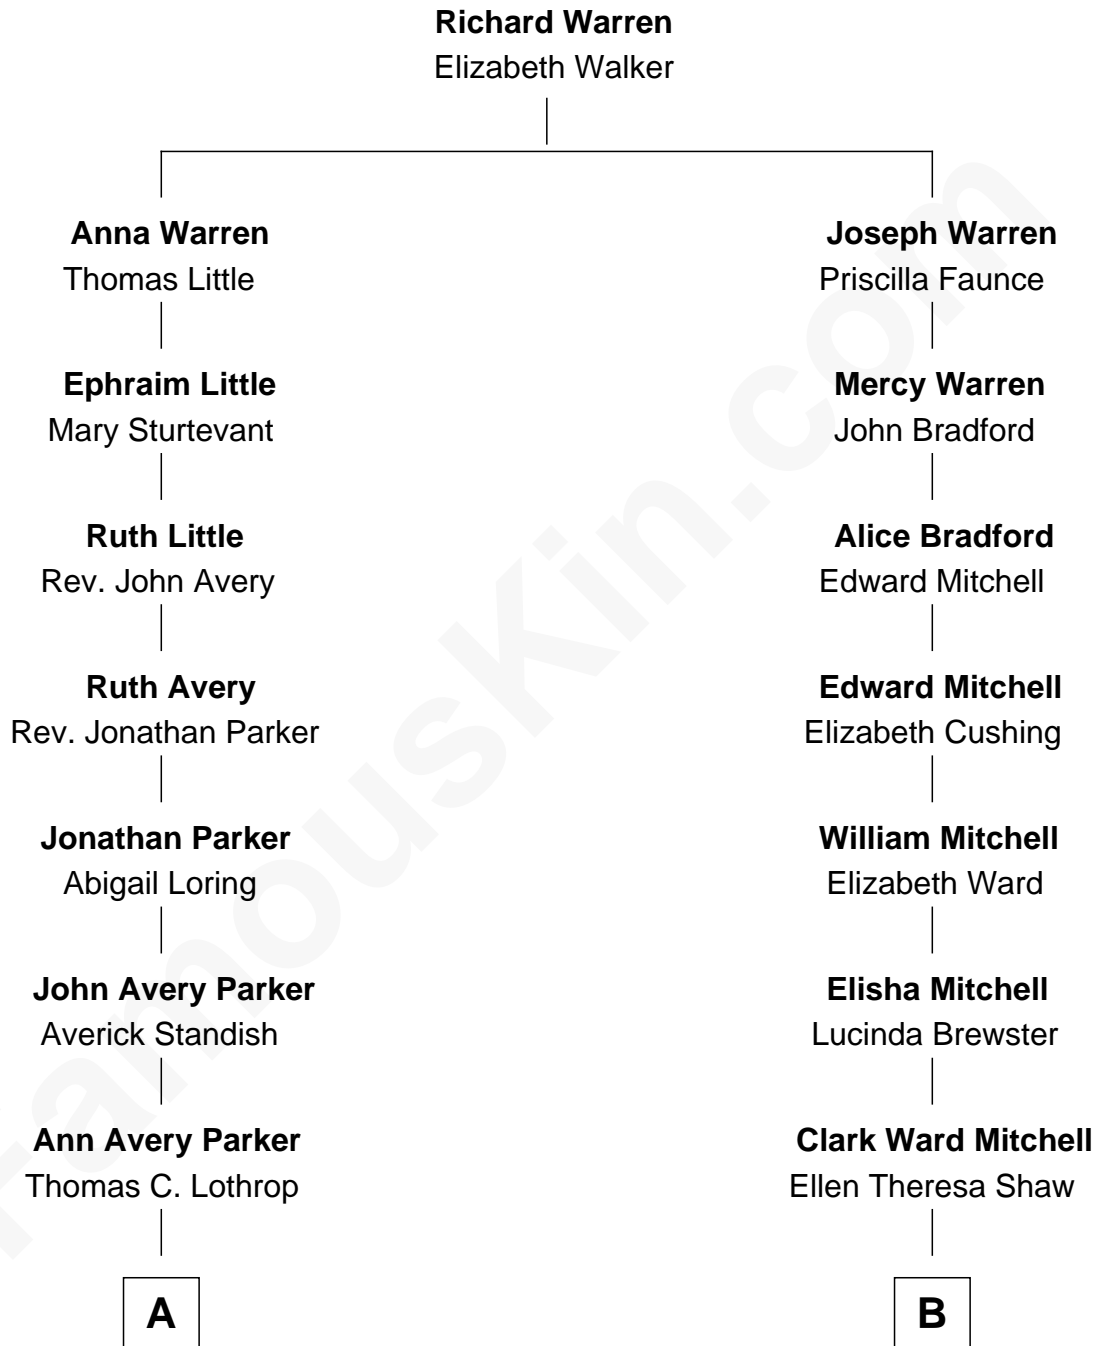 Richard Warren
Elizabeth Walker
Anna Warren
Thomas Little
Joseph Warren
Priscilla Faunce
Ephraim Little
Mary Sturtevant
Mercy Warren
John Bradford
Ruth Little
Rev. John Avery
Alice Bradford
Edward Mitchell
Ruth Avery
Rev. Jonathan Parker
Edward Mitchell
Elizabeth Cushing
Jonathan Parker
Abigail Loring
William Mitchell
Elizabeth Ward
John Avery Parker
Averick Standish
Elisha Mitchell
Lucinda Brewster
Ann Avery Parker
Thomas C. Lothrop
Clark Ward Mitchell
Ellen Theresa Shaw
A
B
FamousKin.com